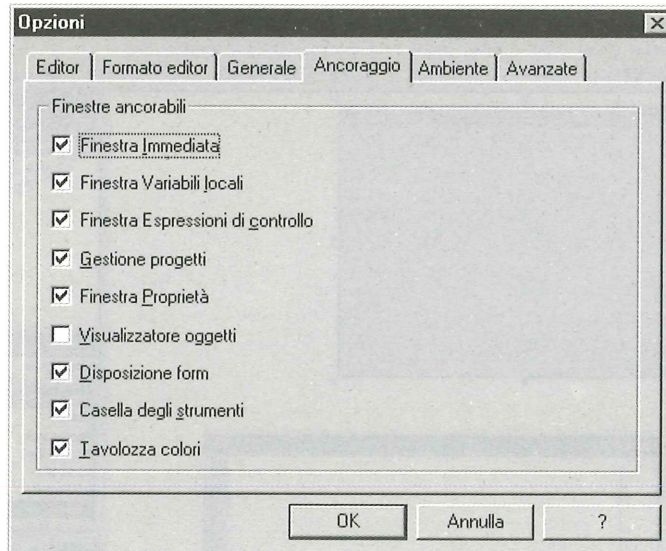 Opzioni
Editor Formato editor Generale Ancoraggio Ambiente Avanzate
Finestre ancorabili
Finestra Immediata
Finestra Variabili locali
Finestra Espressioni di controllo
Gestione progetti
Finestra Proprietà
Visualizzatore oggetti
Disposizione form
Casella degli strumenti
Tavolozza colori
OK Annulla ?